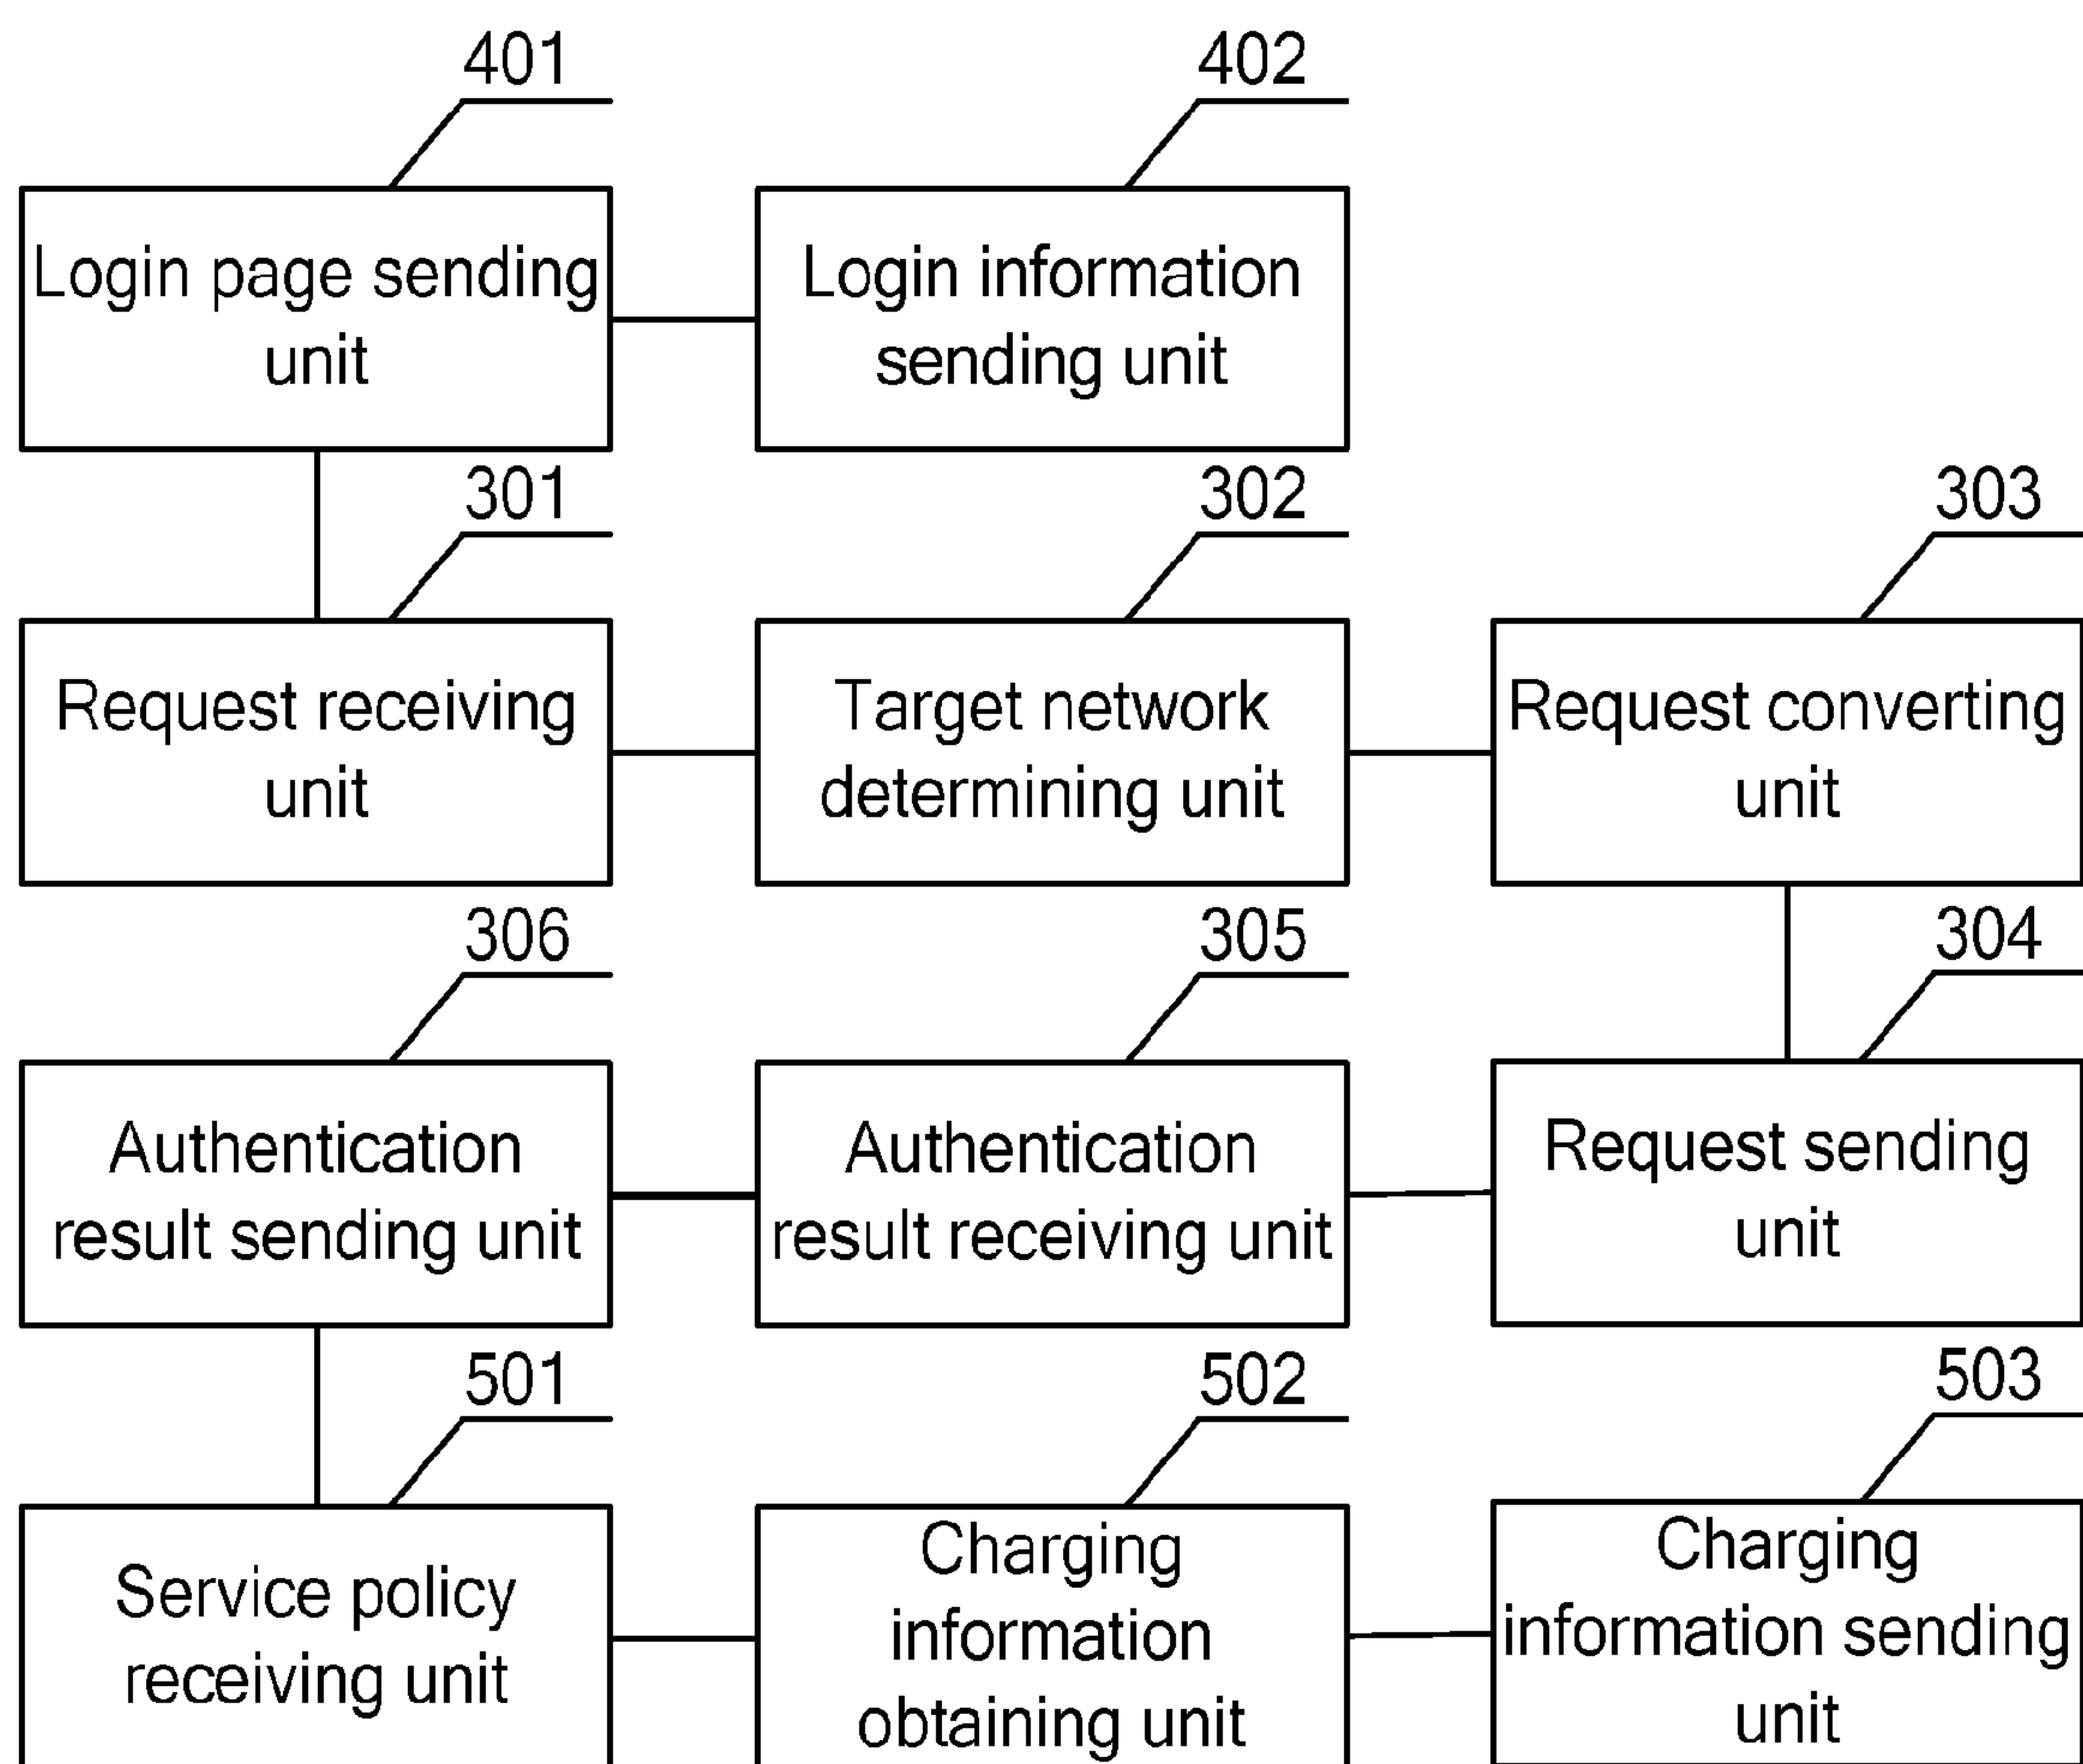 401
402
Login page sending
unit
Login information
sending unit
301
302
303
Request receiving
unit
Target network
determining unit
Request converting
unit
306
305
304
Authentication
result sending unit
Authentication
result receiving unit
Request sending
unit
501
502
503
Service policy
receiving unit
Charging
information
obtaining unit
Charging
information sending
unit